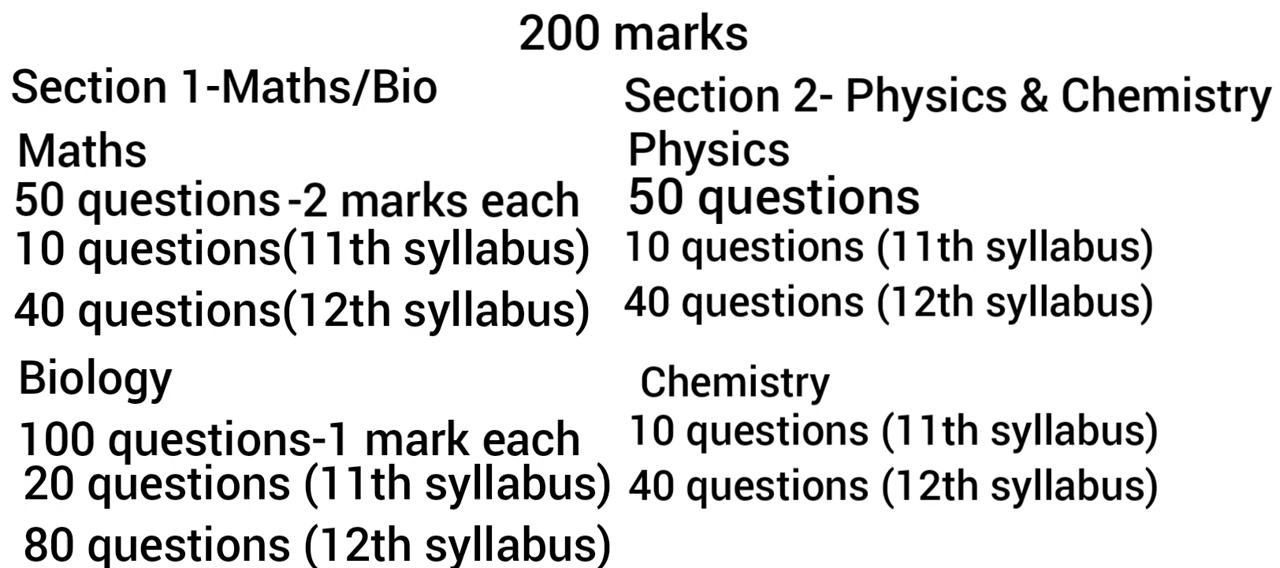 200 marks
Section 1-Maths/Bio
Maths
50 questions -2 marks each
10 questions(11th syllabus)
40 questions(12th syllabus)
Biology
100 questions-1 mark each
20 questions (11th syllabus)
80 questions (12th syllabus)
Section 2- Physics & Chemistry
Physics
50 questions
10 questions (11th syllabus)
40 questions (12th syllabus)
Chemistry
10 questions (11th syllabus)
40 questions (12th syllabus)